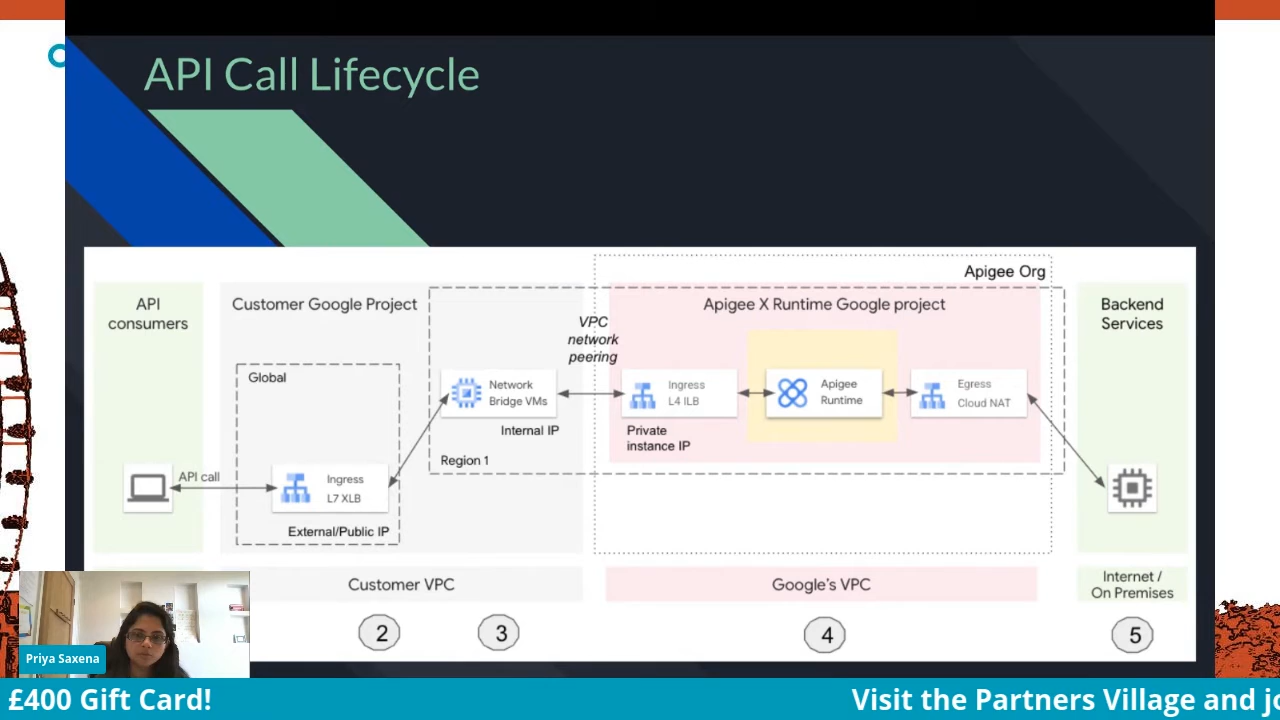 API Call Lifecycle
Apigee Org
API
consumers
Customer Google Project
Apigee X Runtime Google project
Backend
Services
VPC
network
peering
Global
Network
Bridge VMs
Ingress
L4 ILB
Apigee
Runtime
Egress
Cloud NAT
Internal IP
Private
instance IP
Region 1
API call
Ingress
L7 XLB
External/Public IP
Customer VPC
Google's VPC
Internet /
On Premises
2
3
4
5
Priya Saxena
£400 Gift Card!
Visit the Partners Village and jo